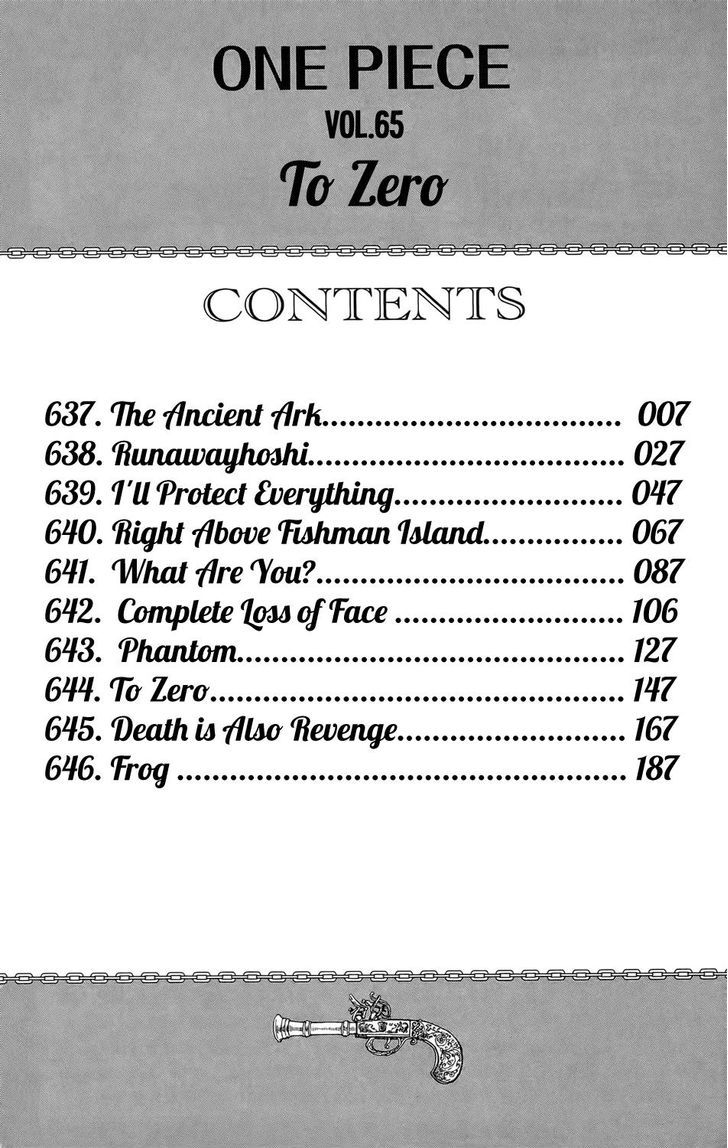 ONE PIECE
VOL.65
To Zero
CONTENTS
637. The Ancient Ark.................................. 007
638. Runawayhoshi.................................... 027
639. I'll Protect Everything.......................... 047
640. Right Above Fishman Island................ 067
641. What Are You?................................... 087
642. Complete Loss of Face .......................... 106
643. Phantom............................................ 127
644. To Zero............................................... 147
645. Death is Also Revenge.......................... 167
646. Frog ................................................... 187